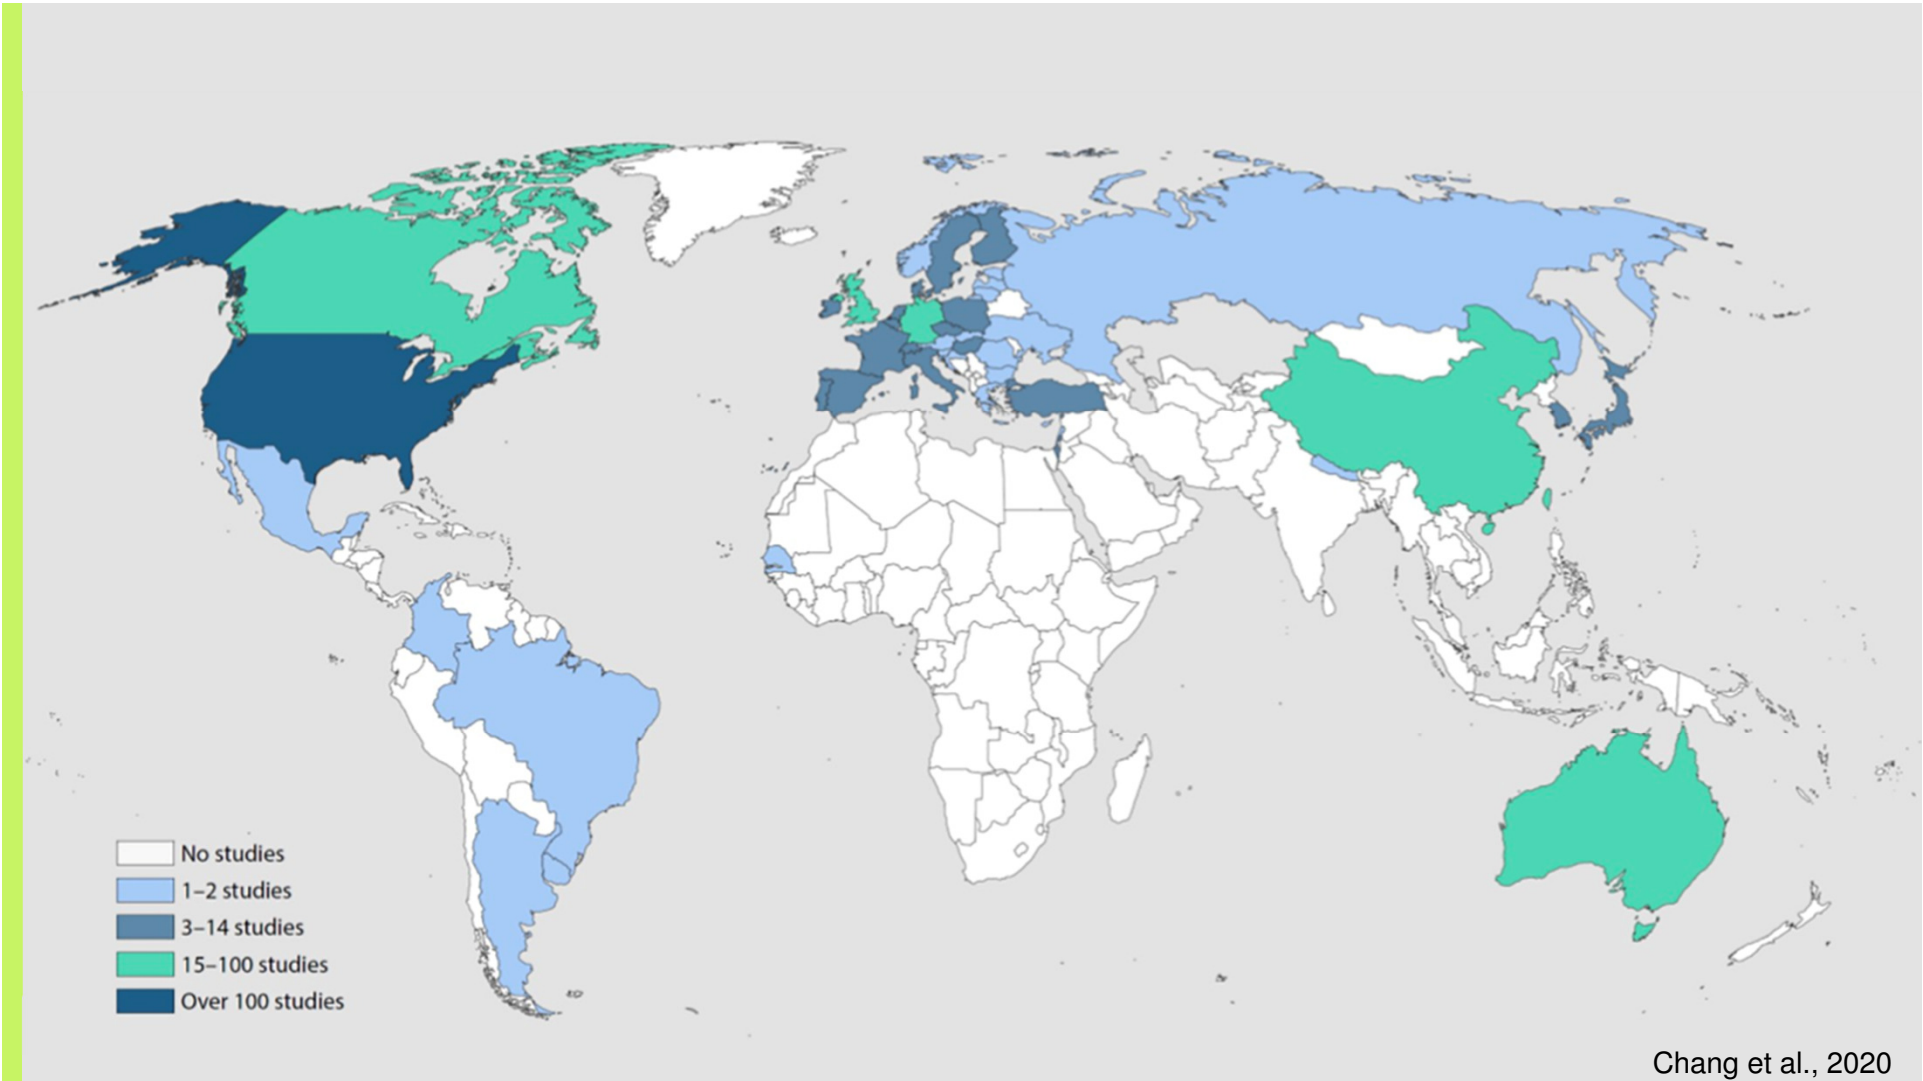 No studies
1–2 studies
3–14 studies
15–100 studies
Over 100 studies
Chang et al., 2020